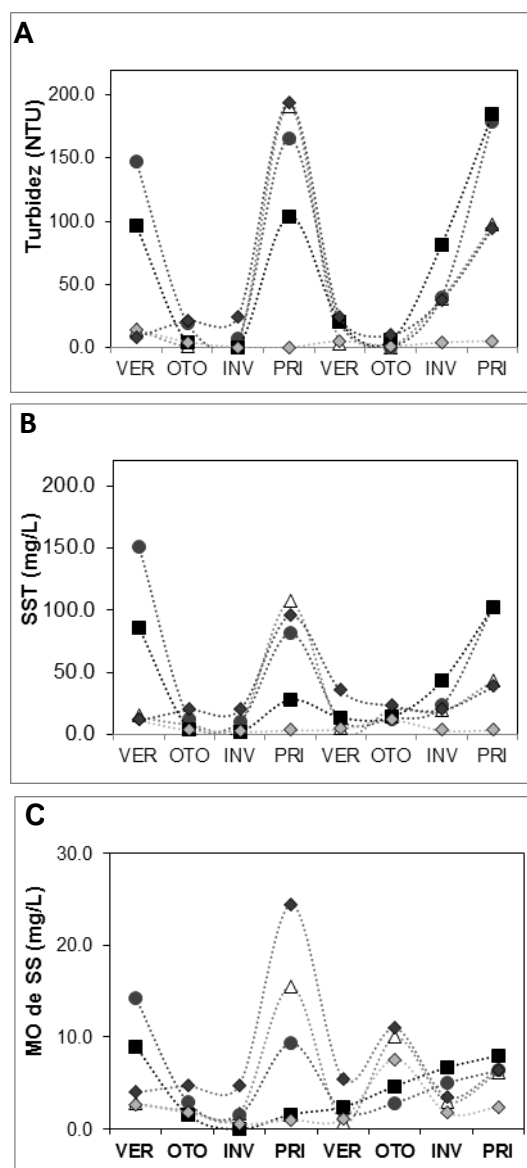 A
Turbidez (NTU)
200.0
150.0
100.0
50.0
0.0
VER OTO INV PRI VER OTO INV PRI
B
SST (mg/L)
200.0
150.0
100.0
50.0
0.0
VER OTO INV PRI VER OTO INV PRI
C
MO de SS (mg/L)
30.0
20.0
10.0
0.0
VER OTO INV PRI VER OTO INV PRI